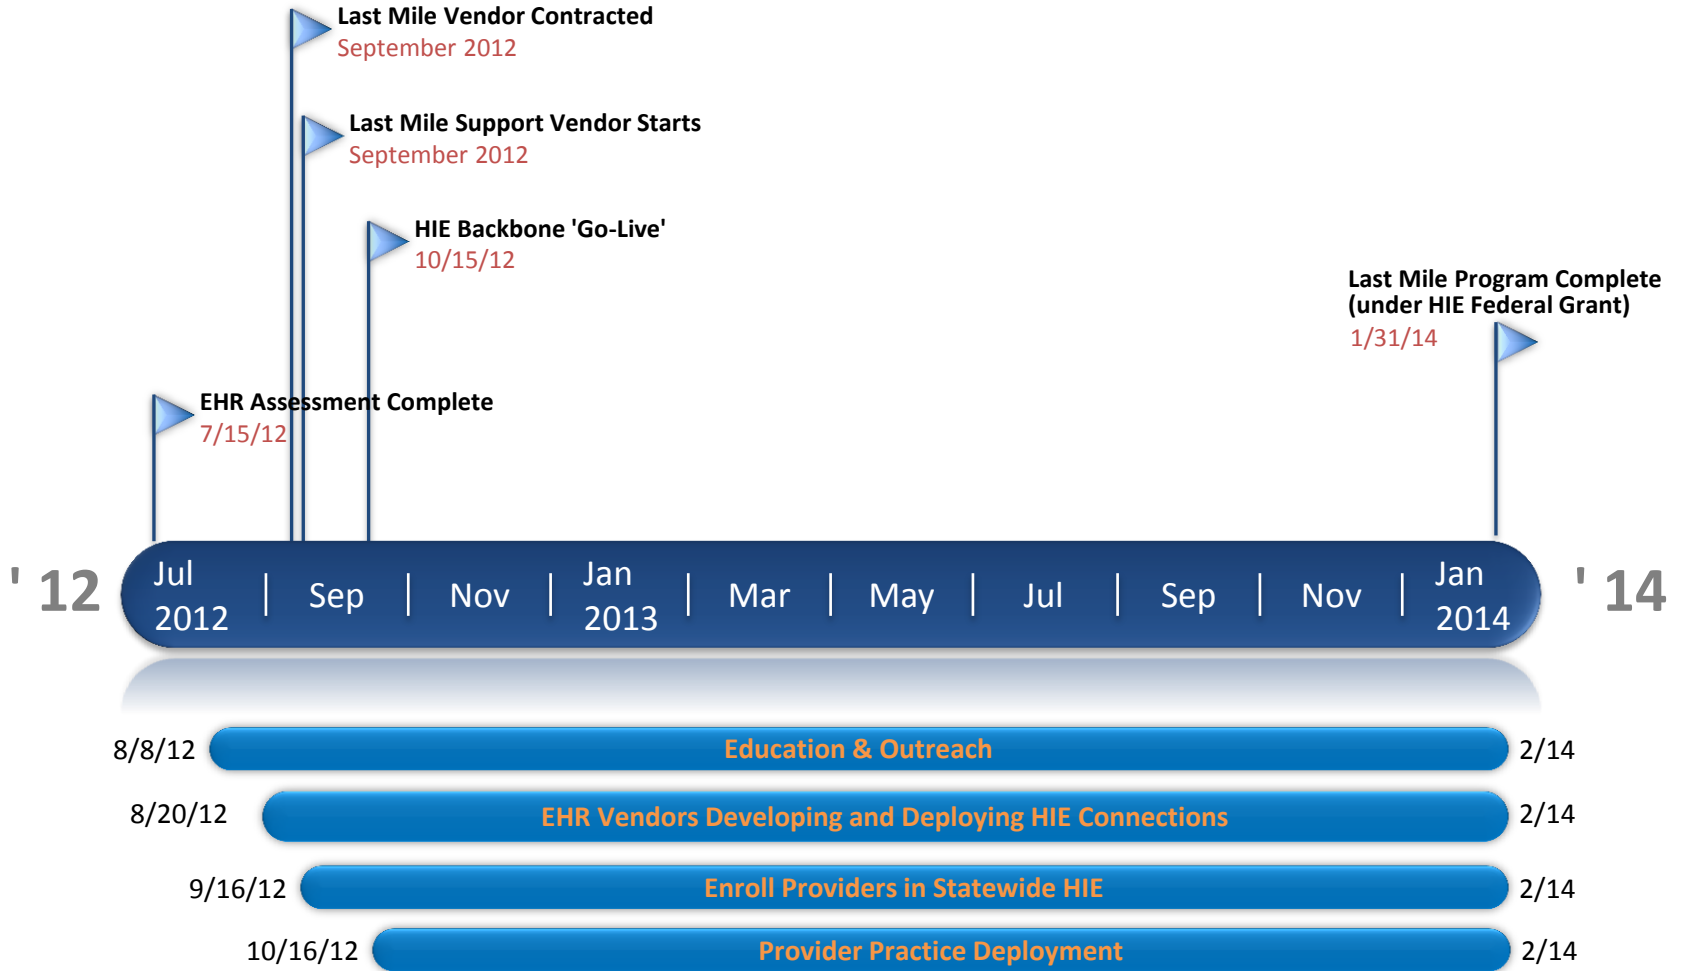 Last Mile Vendor Contracted
September 2012
Last Mile Support Vendor Starts
September 2012
HIE Backbone 'Go-Live'
10/15/12
Last Mile Program Complete
(under HIE Federal Grant)
1/31/14
EHR Assessment Complete
7/15/12
' 12
Jul
2012
Sep
Nov
Jan
2013
Mar
May
Jul
Sep
Nov
Jan
2014
' 14
8/8/12 Education & Outreach 2/14
8/20/12 EHR Vendors Developing and Deploying HIE Connections 2/14
9/16/12 Enroll Providers in Statewide HIE 2/14
10/16/12 Provider Practice Deployment 2/14